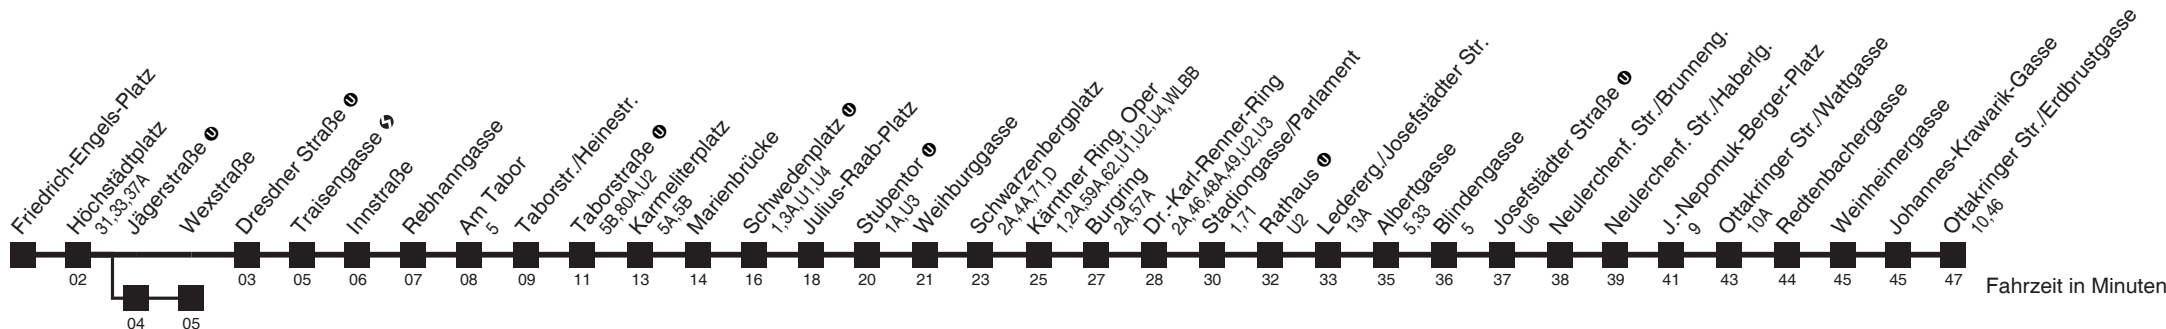 Friedrich-Engels-Platz
Höchstädtplatz
31,33,37A
Jägerstraße U
Wexstraße
Dresdner Straße U
Traisengasse S
Innstraße
Rebhanngasse
Am Tabor
5
Taborstr./Heinestr.
Taborstraße U
5B,80A,U2
Karmeliterplatz
5A,5B
Marienbrücke
Schwedenplatz U
1,3A,U1,U4
Julius-Raab-Platz
Stubentor U
1A,U3
Weihburggasse
Schwarzenbergplatz
2A,4A,71,D
Kärntner Ring, Oper
1,2A,59A,62,U1,U2,U4,WLBB
Burgring
2A,57A
Dr.-Karl-Renner-Ring
2A,46,48A,49,U2,U3
Stadiongasse/Parlament
1,71
Rathaus U
U2
Ledererg./Josefstädter Str.
13A
Albertgasse
5,33
Blindengasse
5
Josefstädter Straße U
U6
Neulerchenf. Str./Brunneng.
Neulerchenf. Str./Haberlg.
J.-Nepomuk-Berger-Platz
9
Ottakringer Str./Wattgasse
10A
Redtenbachergasse
Weinheimergasse
Johannes-Krawarik-Gasse
Ottakringer Str./Erdbrustgasse
10,46
02 03 05 06 07 08 09 11 13 14 16 18 20 21 23 25 27 28 30 32 33 35 36 37 38 39 41 43 44 45 45 47 Fahrzeit in Minuten
04 05